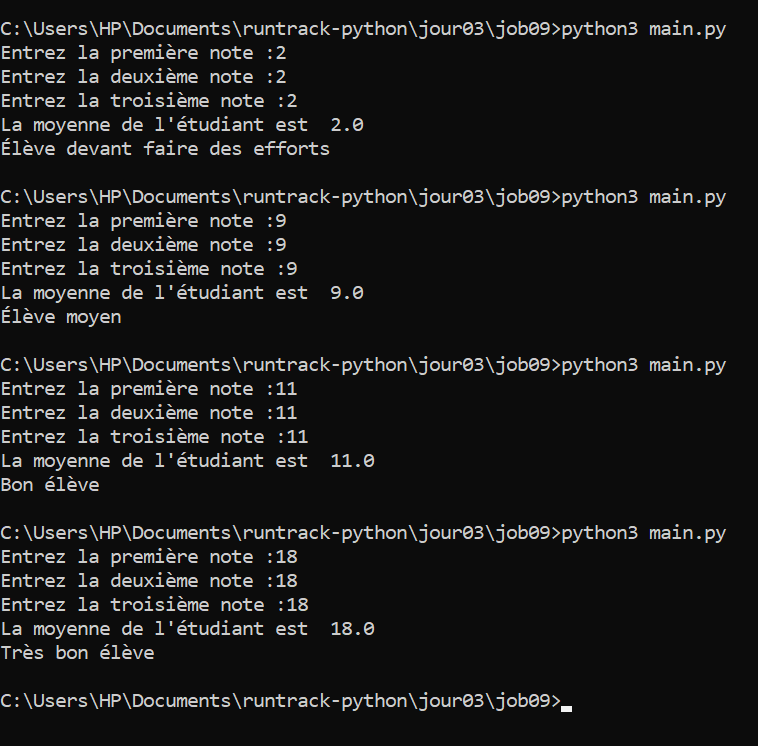 C:\Users\HP\Documents\runtrack-python\jour03\job09>python3 main.py
Entrez la première note :2
Entrez la deuxième note :2
Entrez la troisième note :2
La moyenne de l'étudiant est  2.0
Élève devant faire des efforts
C:\Users\HP\Documents\runtrack-python\jour03\job09>python3 main.py
Entrez la première note :9
Entrez la deuxième note :9
Entrez la troisième note :9
La moyenne de l'étudiant est  9.0
Élève moyen
C:\Users\HP\Documents\runtrack-python\jour03\job09>python3 main.py
Entrez la première note :11
Entrez la deuxième note :11
Entrez la troisième note :11
La moyenne de l'étudiant est  11.0
Bon élève
C:\Users\HP\Documents\runtrack-python\jour03\job09>python3 main.py
Entrez la première note :18
Entrez la deuxième note :18
Entrez la troisième note :18
La moyenne de l'étudiant est  18.0
Très bon élève
C:\Users\HP\Documents\runtrack-python\jour03\job09>